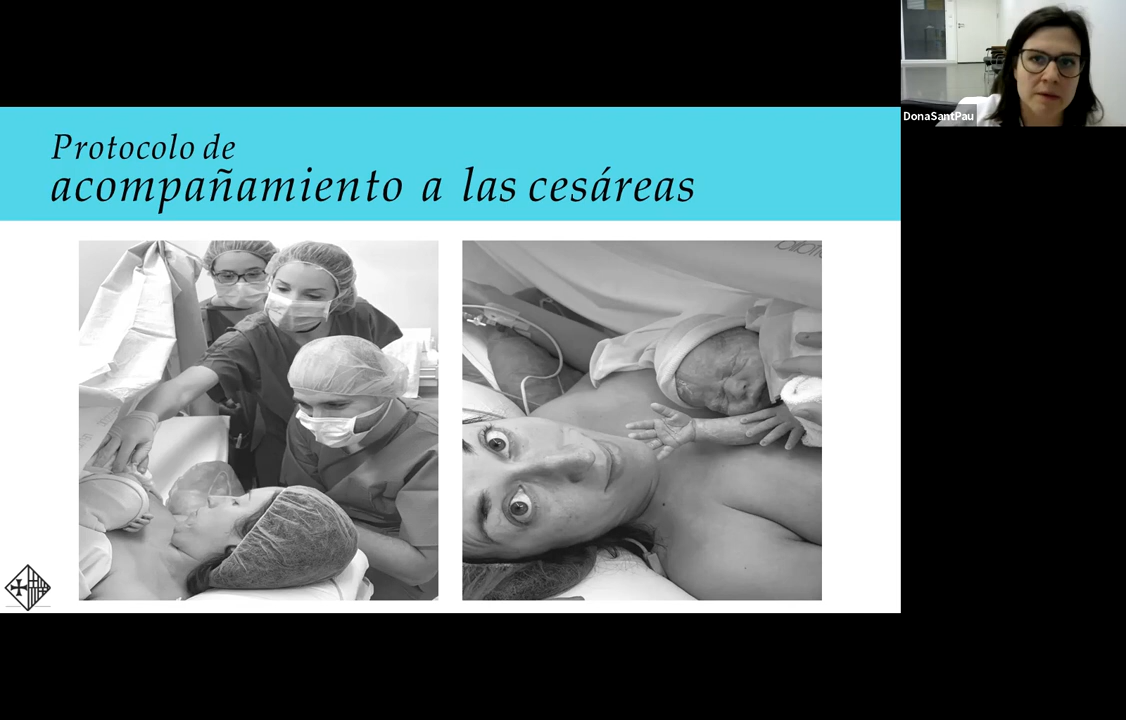 Protocolo de
acompañamiento a las cesáreas
DonaSantPau